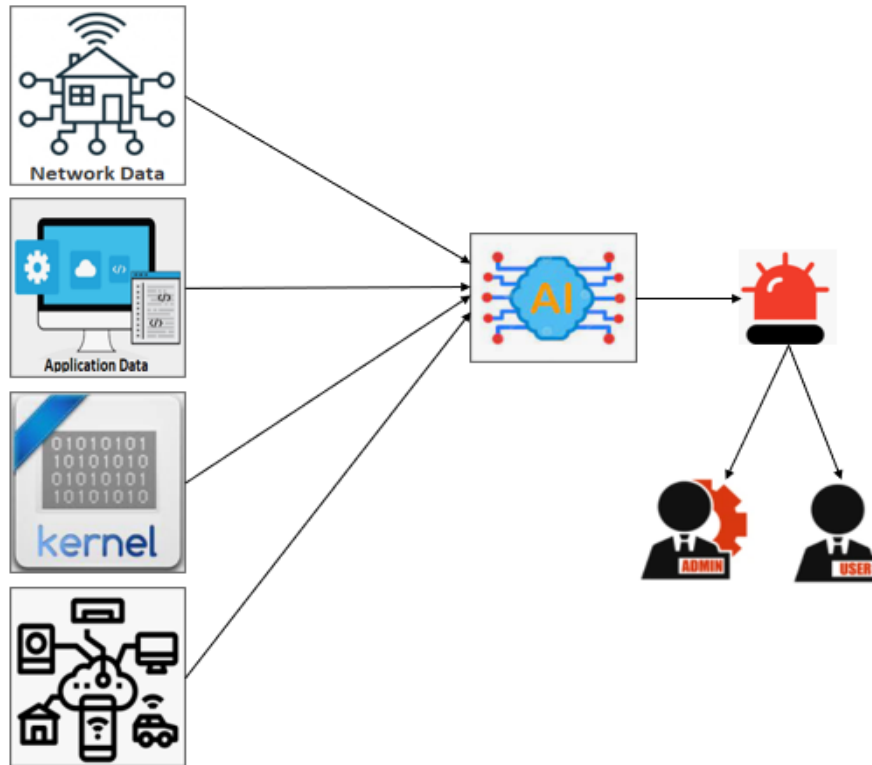 Network Data
</>
</>
Application Data
01010101
10101010
01010101
10101010
kernel
AI
ADMIN
USER